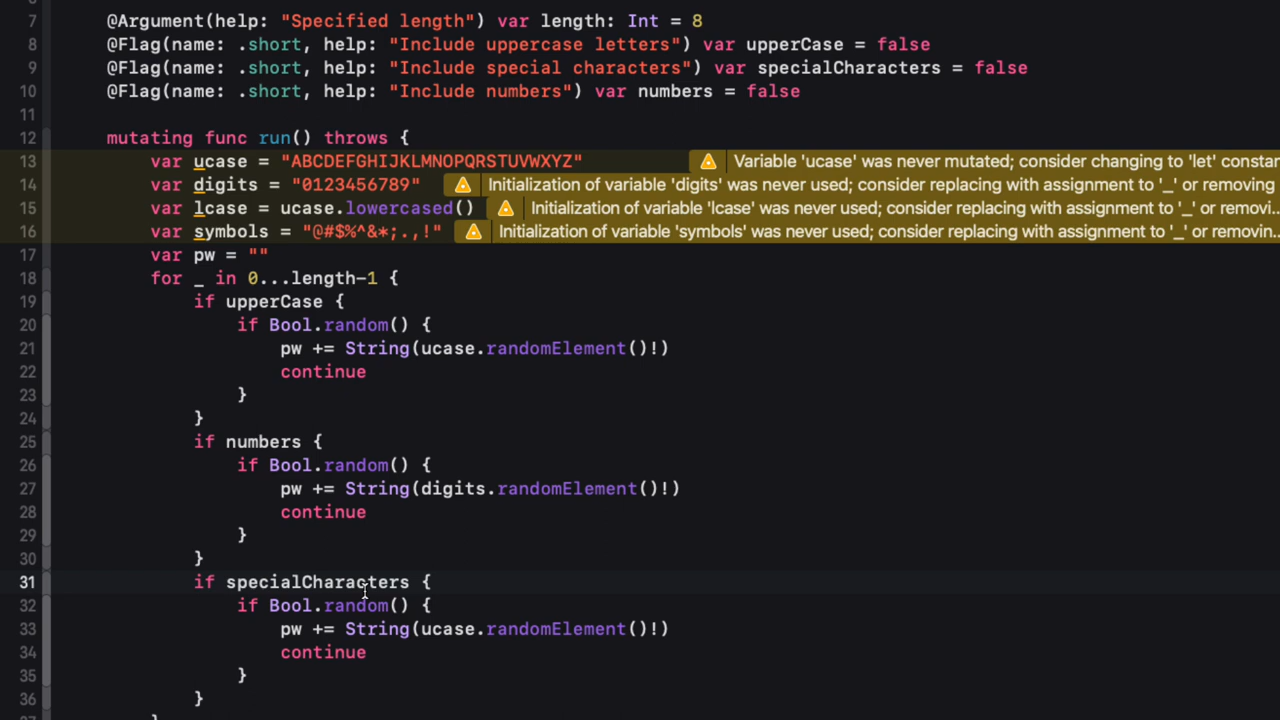 7 @Argument(help: "Specified length") var length: Int = 8
8 @Flag(name: .short, help: "Include uppercase letters") var upperCase = false
9 @Flag(name: .short, help: "Include special characters") var specialCharacters = false
10 @Flag(name: .short, help: "Include numbers") var numbers = false
11
12 mutating func run() throws {
13 var ucase = "ABCDEFGHIJKLMNOPQRSTUVWXYZ" Variable 'ucase' was never mutated; consider changing to 'let' constan
14 var digits = "0123456789" Initialization of variable 'digits' was never used; consider replacing with assignment to '_' or removing
15 var lcase = ucase.lowercased() Initialization of variable 'lcase' was never used; consider replacing with assignment to '_' or removi...
16 var symbols = "@#$%^&*;.,!" Initialization of variable 'symbols' was never used; consider replacing with assignment to '_' or removin...
17 var pw = ""
18 for _ in 0...length-1 {
19 if upperCase {
20 if Bool.random() {
21 pw += String(ucase.randomElement()!)
22 continue
23 }
24 }
25 if numbers {
26 if Bool.random() {
27 pw += String(digits.randomElement()!)
28 continue
29 }
30 }
31 if specialCharacters {
32 if Bool.random() {
33 pw += String(ucase.randomElement()!)
34 continue
35 }
36 }